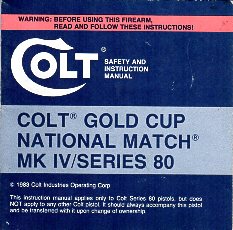 WARNING: BEFORE USING THIS FIREARM,
READ AND FOLLOW THESE INSTRUCTIONS!
COLT®
SAFETY AND
INSTRUCTION
MANUAL
COLT® GOLD CUP
NATIONAL MATCH®
MK IV/SERIES 80
© 1983 Colt Industries Operating Corp
This instruction manual applies only to Colt Series 80 pistols, but does
NOT apply to any other Colt pistol. It should always accompany this pistol
and be transferred with it upon change of ownership.